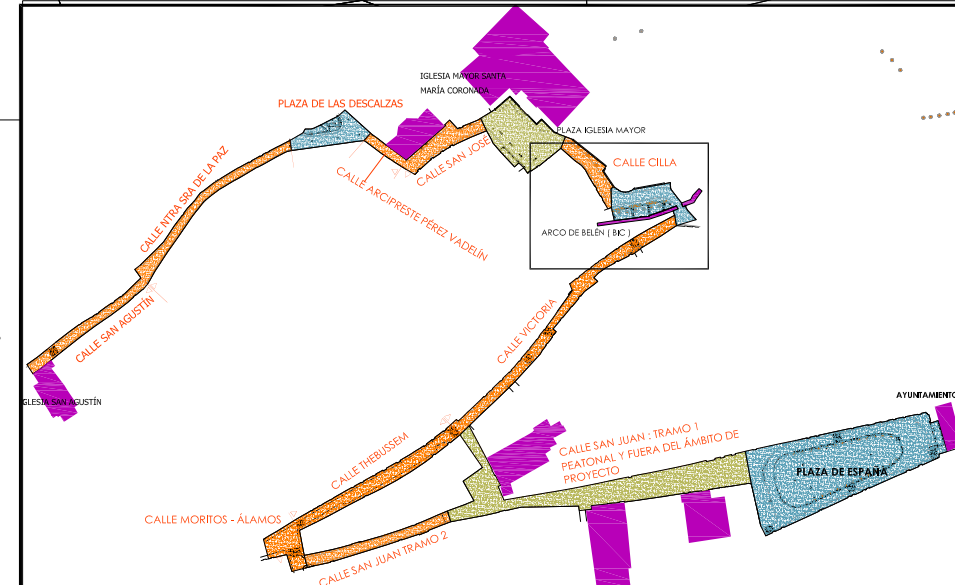 IGLESIA MAYOR SANTA
MARÍA CORONADA
PLAZA DE LAS DESCALZAS
PLAZA IGLESIA MAYOR
CALLE SAN JOSÉ
CALLE CILLA
CALLE NTRA SRA DE LA PAZ
CALLE ARCIPRESTE PÉREZ VADELÍN
ARCO DE BELÉN ( BIC )
CALLE SAN AGUSTÍN
CALLE VICTORIA
GLESIA SAN AGUSTÍN
AYUNTAMIENTO
CALLE SAN JUAN : TRAMO 1
PEATONAL Y FUERA DEL ÁMBITO DE
PROYECTO
CALLE THEBUSSEM
PLAZA DE ESPAÑA
CALLE MORITOS - ÁLAMOS
CALLE SAN JUAN TRAMO 2